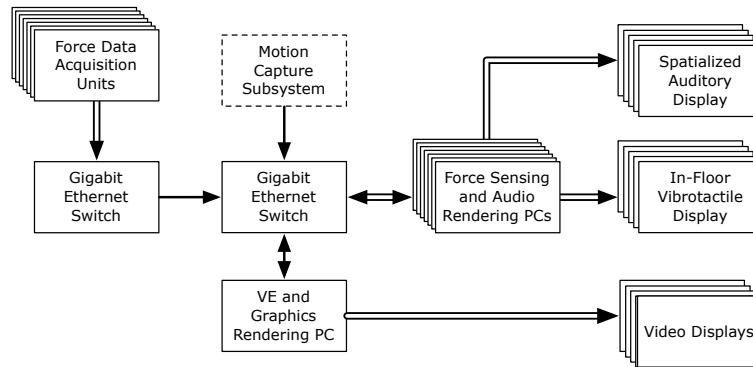 Force Data
Acquisition
Units
Motion
Capture
Subsystem
Spatialized
Auditory
Display
Gigabit
Ethernet
Switch
Gigabit
Ethernet
Switch
Force Sensing
and Audio
Rendering PCs
In-Floor
Vibrotactile
Display
VE and
Graphics
Rendering PC
Video Displays